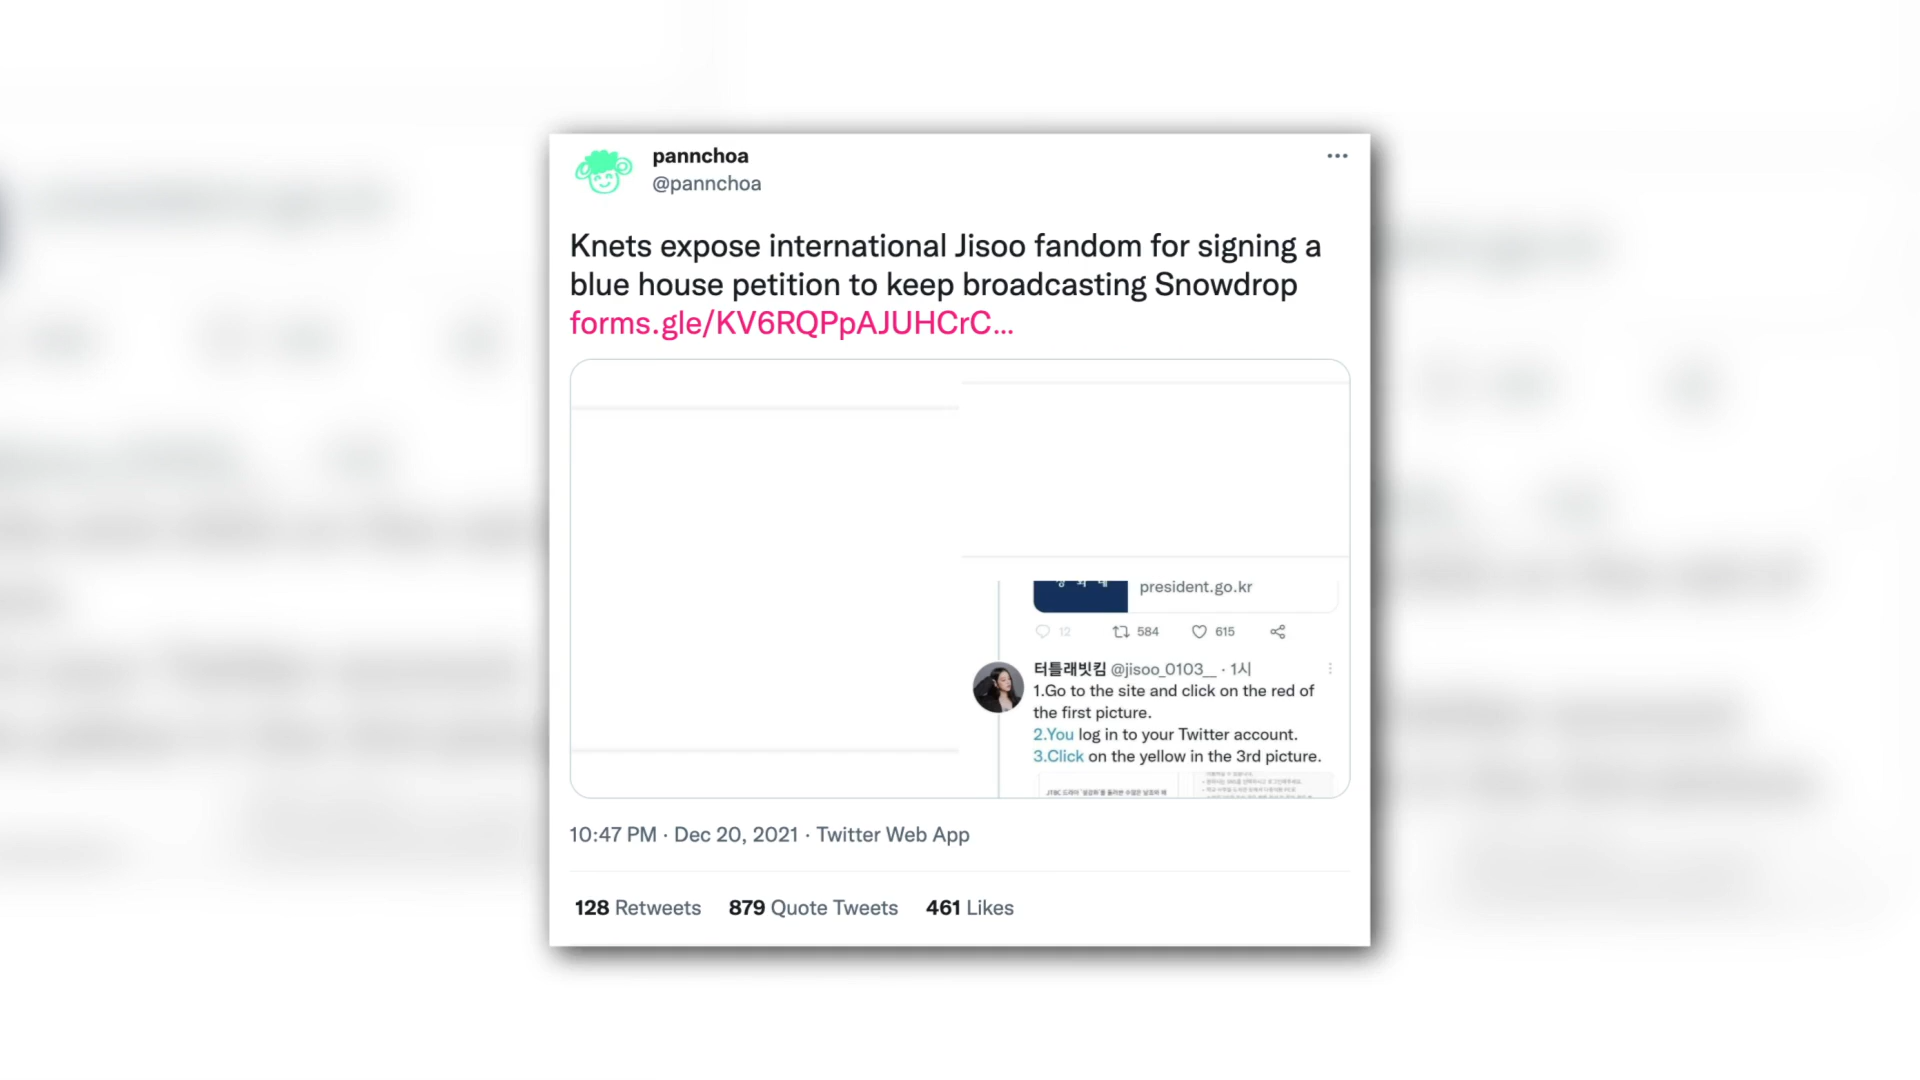 pannchoa
@pannchoa
Knets expose international Jisoo fandom for signing a
blue house petition to keep broadcasting Snowdrop
forms.gle/KV6RQPpAJUHCrC...
president.go.kr
12 584 615
터틀래빗킴 @jisoo_0103__ · 1시
1.Go to the site and click on the red of
the first picture.
2.You log in to your Twitter account.
3.Click on the yellow in the 3rd picture.
10:47 PM · Dec 20, 2021 · Twitter Web App
128 Retweets 879 Quote Tweets 461 Likes